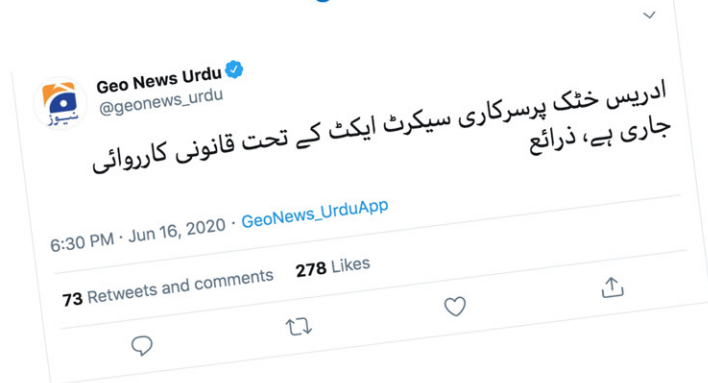 Geo News Urdu
@geonews_urdu
ادریس خٹک پرسرکاری سیکرٹ ایکٹ کے تحت قانونی کارروائی
جاری ہے، ذرائع
6:30 PM · Jun 16, 2020 · GeoNews_UrduApp
73 Retweets and comments 278 Likes
نیوز